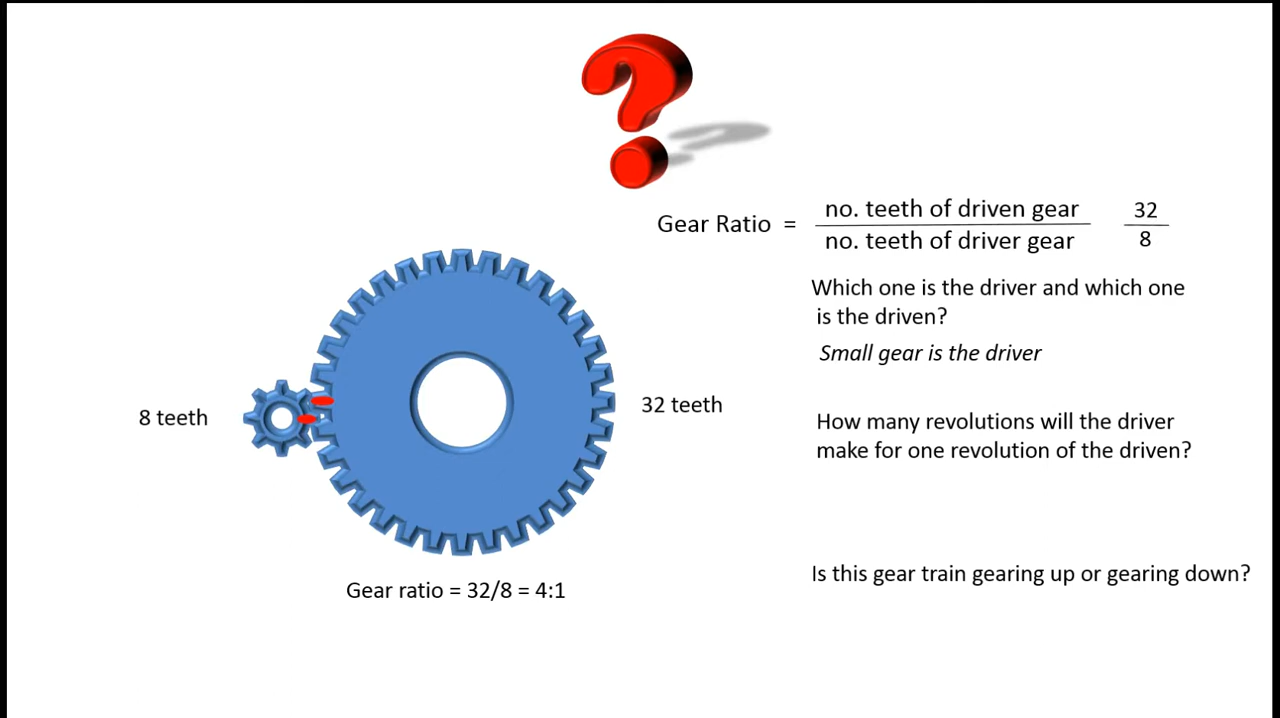 Gear Ratio = no. teeth of driven gear 32
no. teeth of driver gear 8
Which one is the driver and which one
is the driven?
Small gear is the driver
8 teeth
32 teeth
How many revolutions will the driver
make for one revolution of the driven?
Is this gear train gearing up or gearing down?
Gear ratio = 32/8 = 4:1